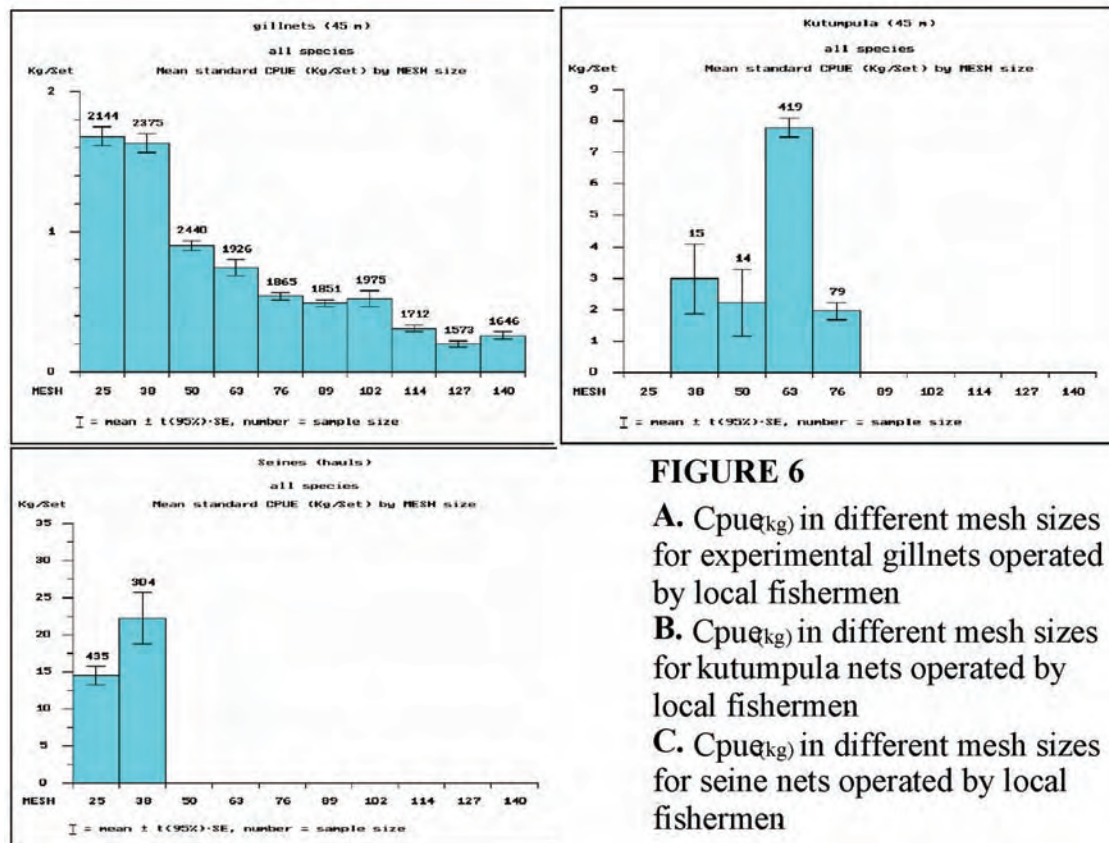 gillnets (45 m)
all species
Kg/Set
Mean standard CPUE (Kg/Set) by MESH size
2
1
0
2144
2375
2440
1926
1865
1851
1975
1712
1573
1646
MESH 25 30 50 63 76 89 102 114 127 140
I = mean ± t(95%)·SE, number = sample size
Kutumpula (45 m)
all species
Kg/Set
Mean standard CPUE (Kg/Set) by MESH size
9
8
7
6
5
4
3
2
1
0
15
14
419
79
MESH 25 30 50 63 76 89 102 114 127 140
I = mean ± t(95%)·SE, number = sample size
Seines (hauls)
all species
Kg/Set
Mean standard CPUE (Kg/Set) by MESH size
35
30
25
20
15
10
5
0
435
304
MESH 25 30 50 63 76 89 102 114 127 140
I = mean ± t(95%)·SE, number = sample size
FIGURE 6
A. Cpue(kg) in different mesh sizes
for experimental gillnets operated
by local fishermen
B. Cpue(kg) in different mesh sizes
for kutumpula nets operated by
local fishermen
C. Cpue(kg) in different mesh sizes
for seine nets operated by local
fishermen